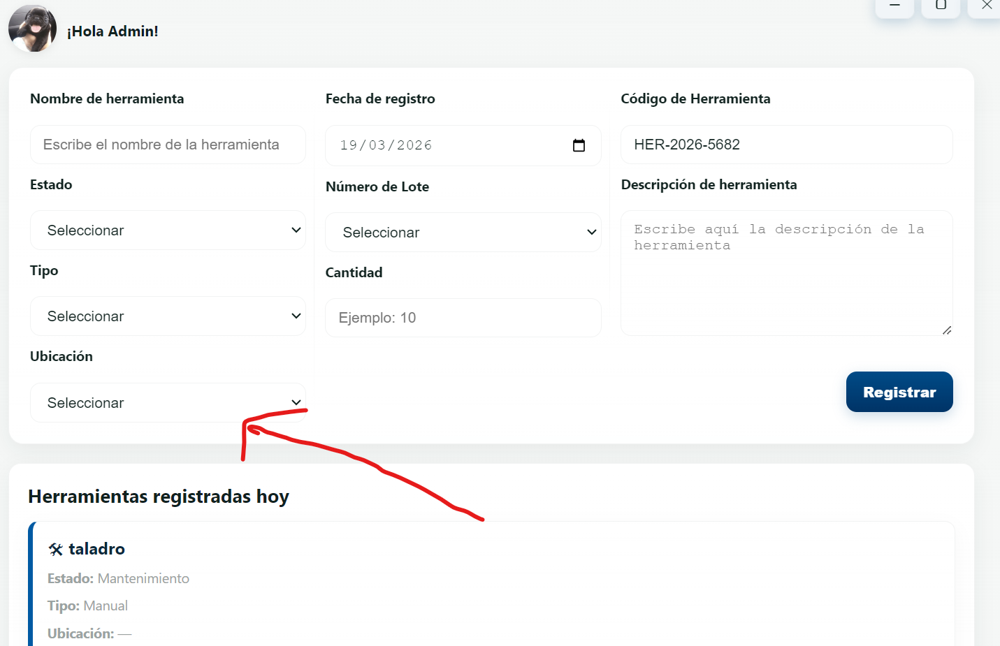 ¡Hola Admin!
Nombre de herramienta
Escribe el nombre de la herramienta
Estado
Seleccionar
Tipo
Seleccionar
Ubicación
Seleccionar
Fecha de registro
19/03/2026
Número de Lote
Seleccionar
Cantidad
Ejemplo: 10
Código de Herramienta
HER-2026-5682
Descripción de herramienta
Escribe aquí la descripción de la
herramienta
Registrar
Herramientas registradas hoy
🛠 taladro
Estado: Mantenimiento
Tipo: Manual
Ubicación: —